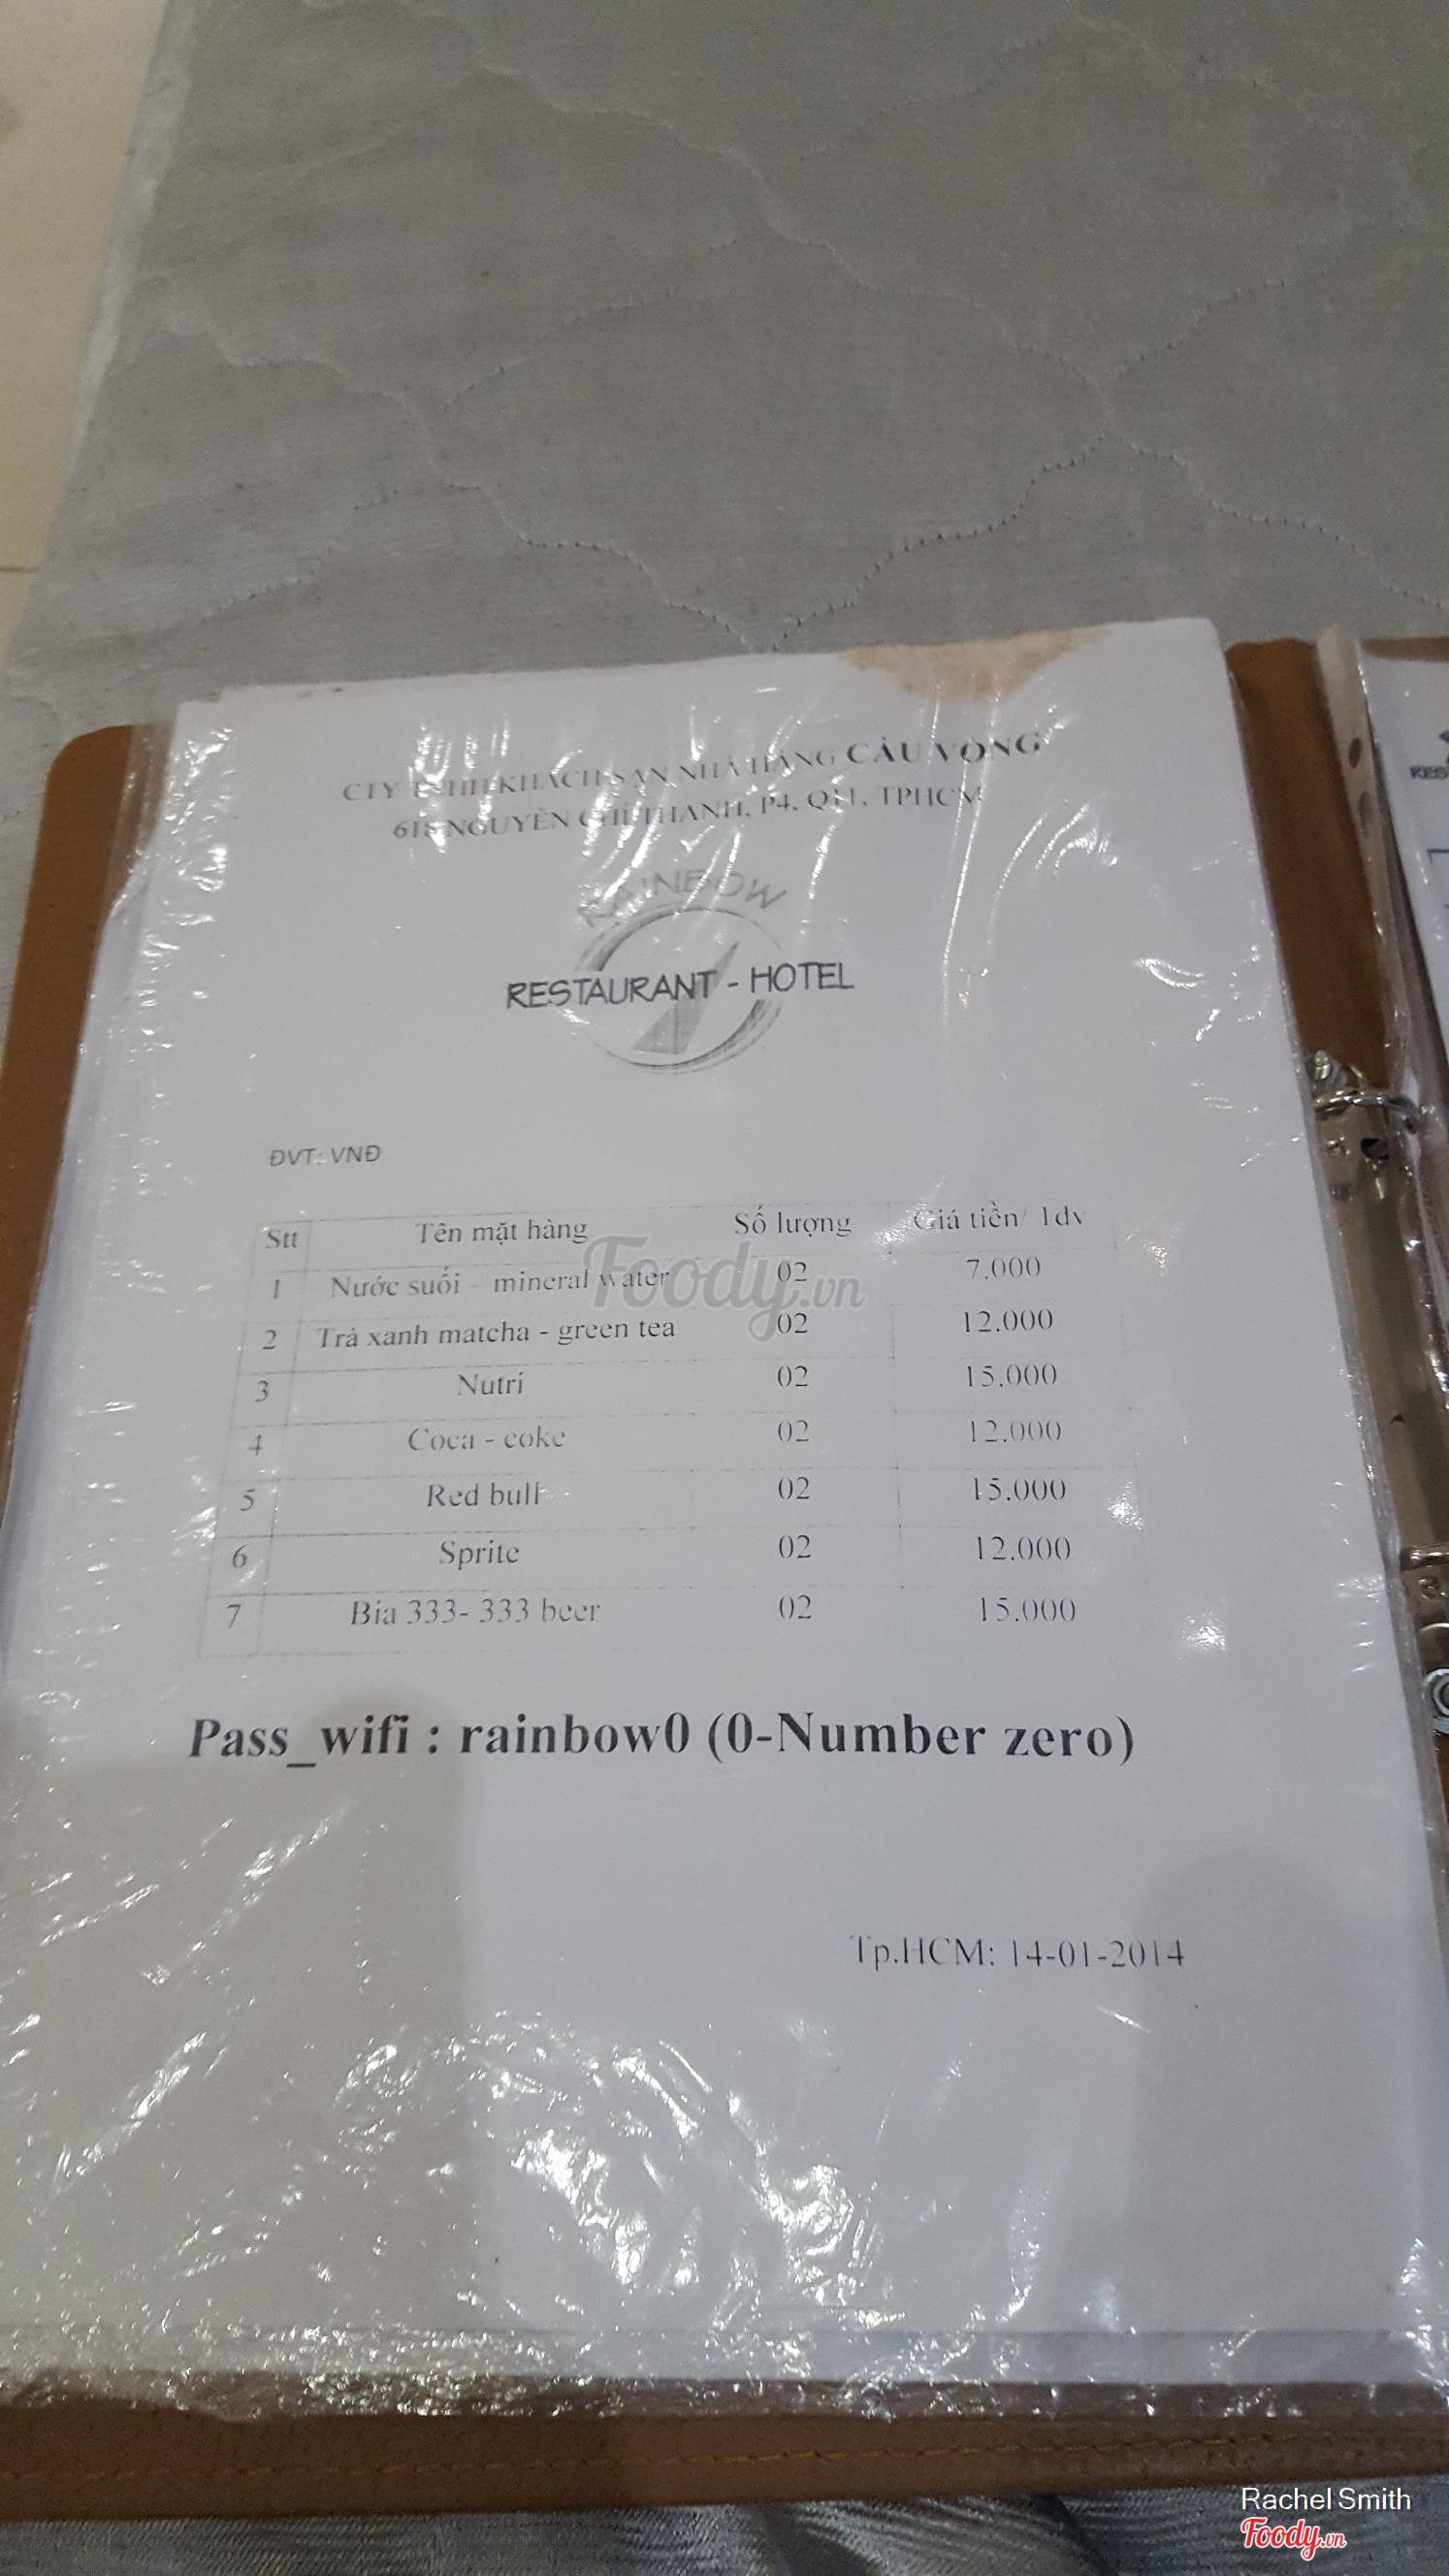 CTY TNHH KHÁCH SẠN NHÀ HÀNG CẦU VỒNG
618 NGUYỄN CHÍ THANH, P4, Q11, TPHCM
RAINBOW
RESTAURANT - HOTEL
ĐVT: VNĐ
Stt Tên mặt hàng Số lượng Giá tiền/ 1dv
1 Nước suối - mineral water 02 7.000
2 Trà xanh matcha - green tea 02 12.000
3 Nutri 02 15.000
4 Coca - coke 02 12.000
5 Red bull 02 15.000
6 Sprite 02 12.000
7 Bia 333- 333 beer 02 15.000
Foody.vn
Pass_wifi : rainbow0 (0-Number zero)
Tp.HCM: 14-01-2014
Rachel Smith
Foody.vn